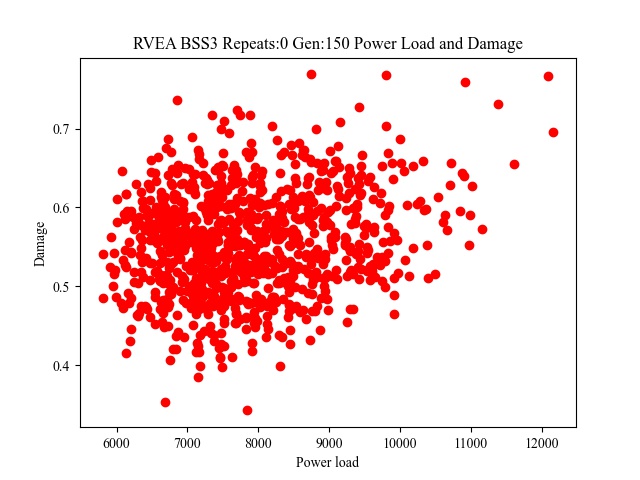 RVEA BSS3 Repeats:0 Gen:150 Power Load and Damage
0.7
0.6
0.5
0.4
Damage
6000 7000 8000 9000 10000 11000 12000
Power load